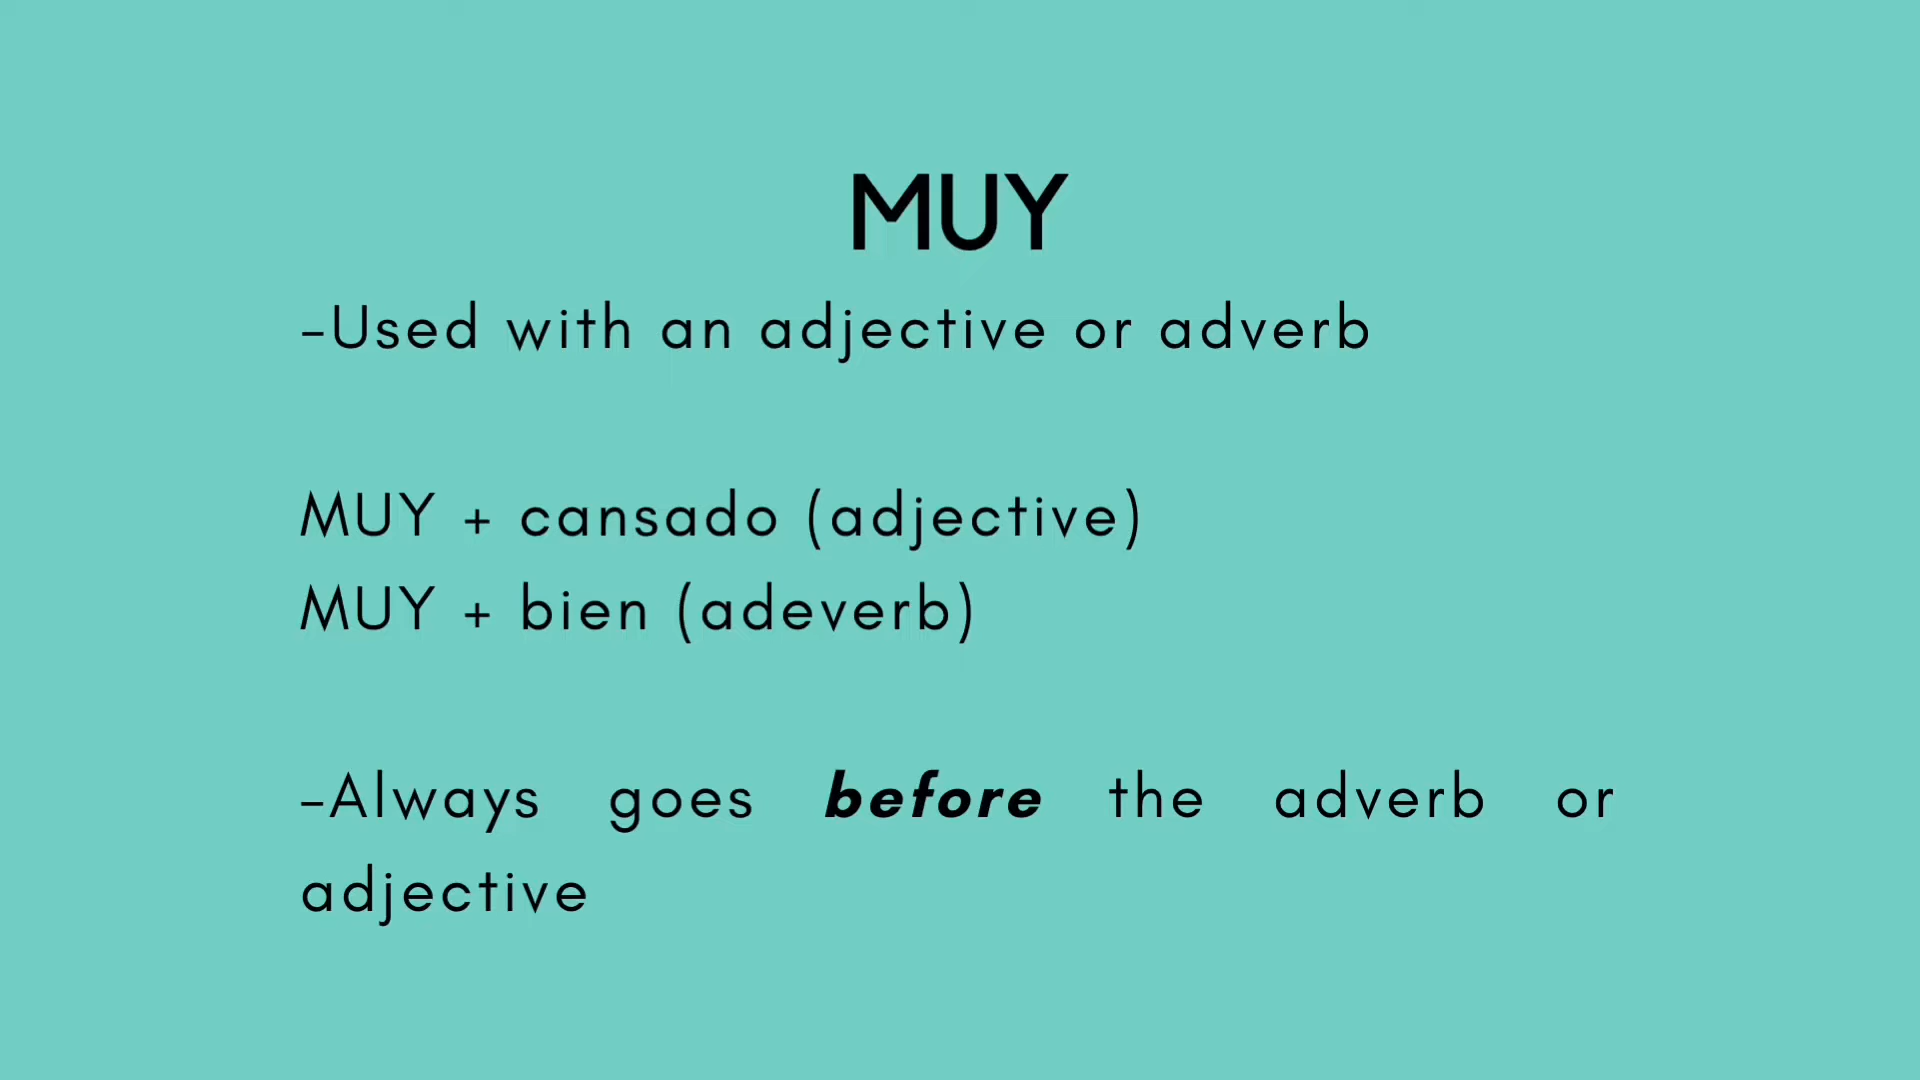 MUY
-Used with an adjective or adverb
MUY + cansado (adjective)
MUY + bien (adeverb)
-Always goes before the adverb or
adjective